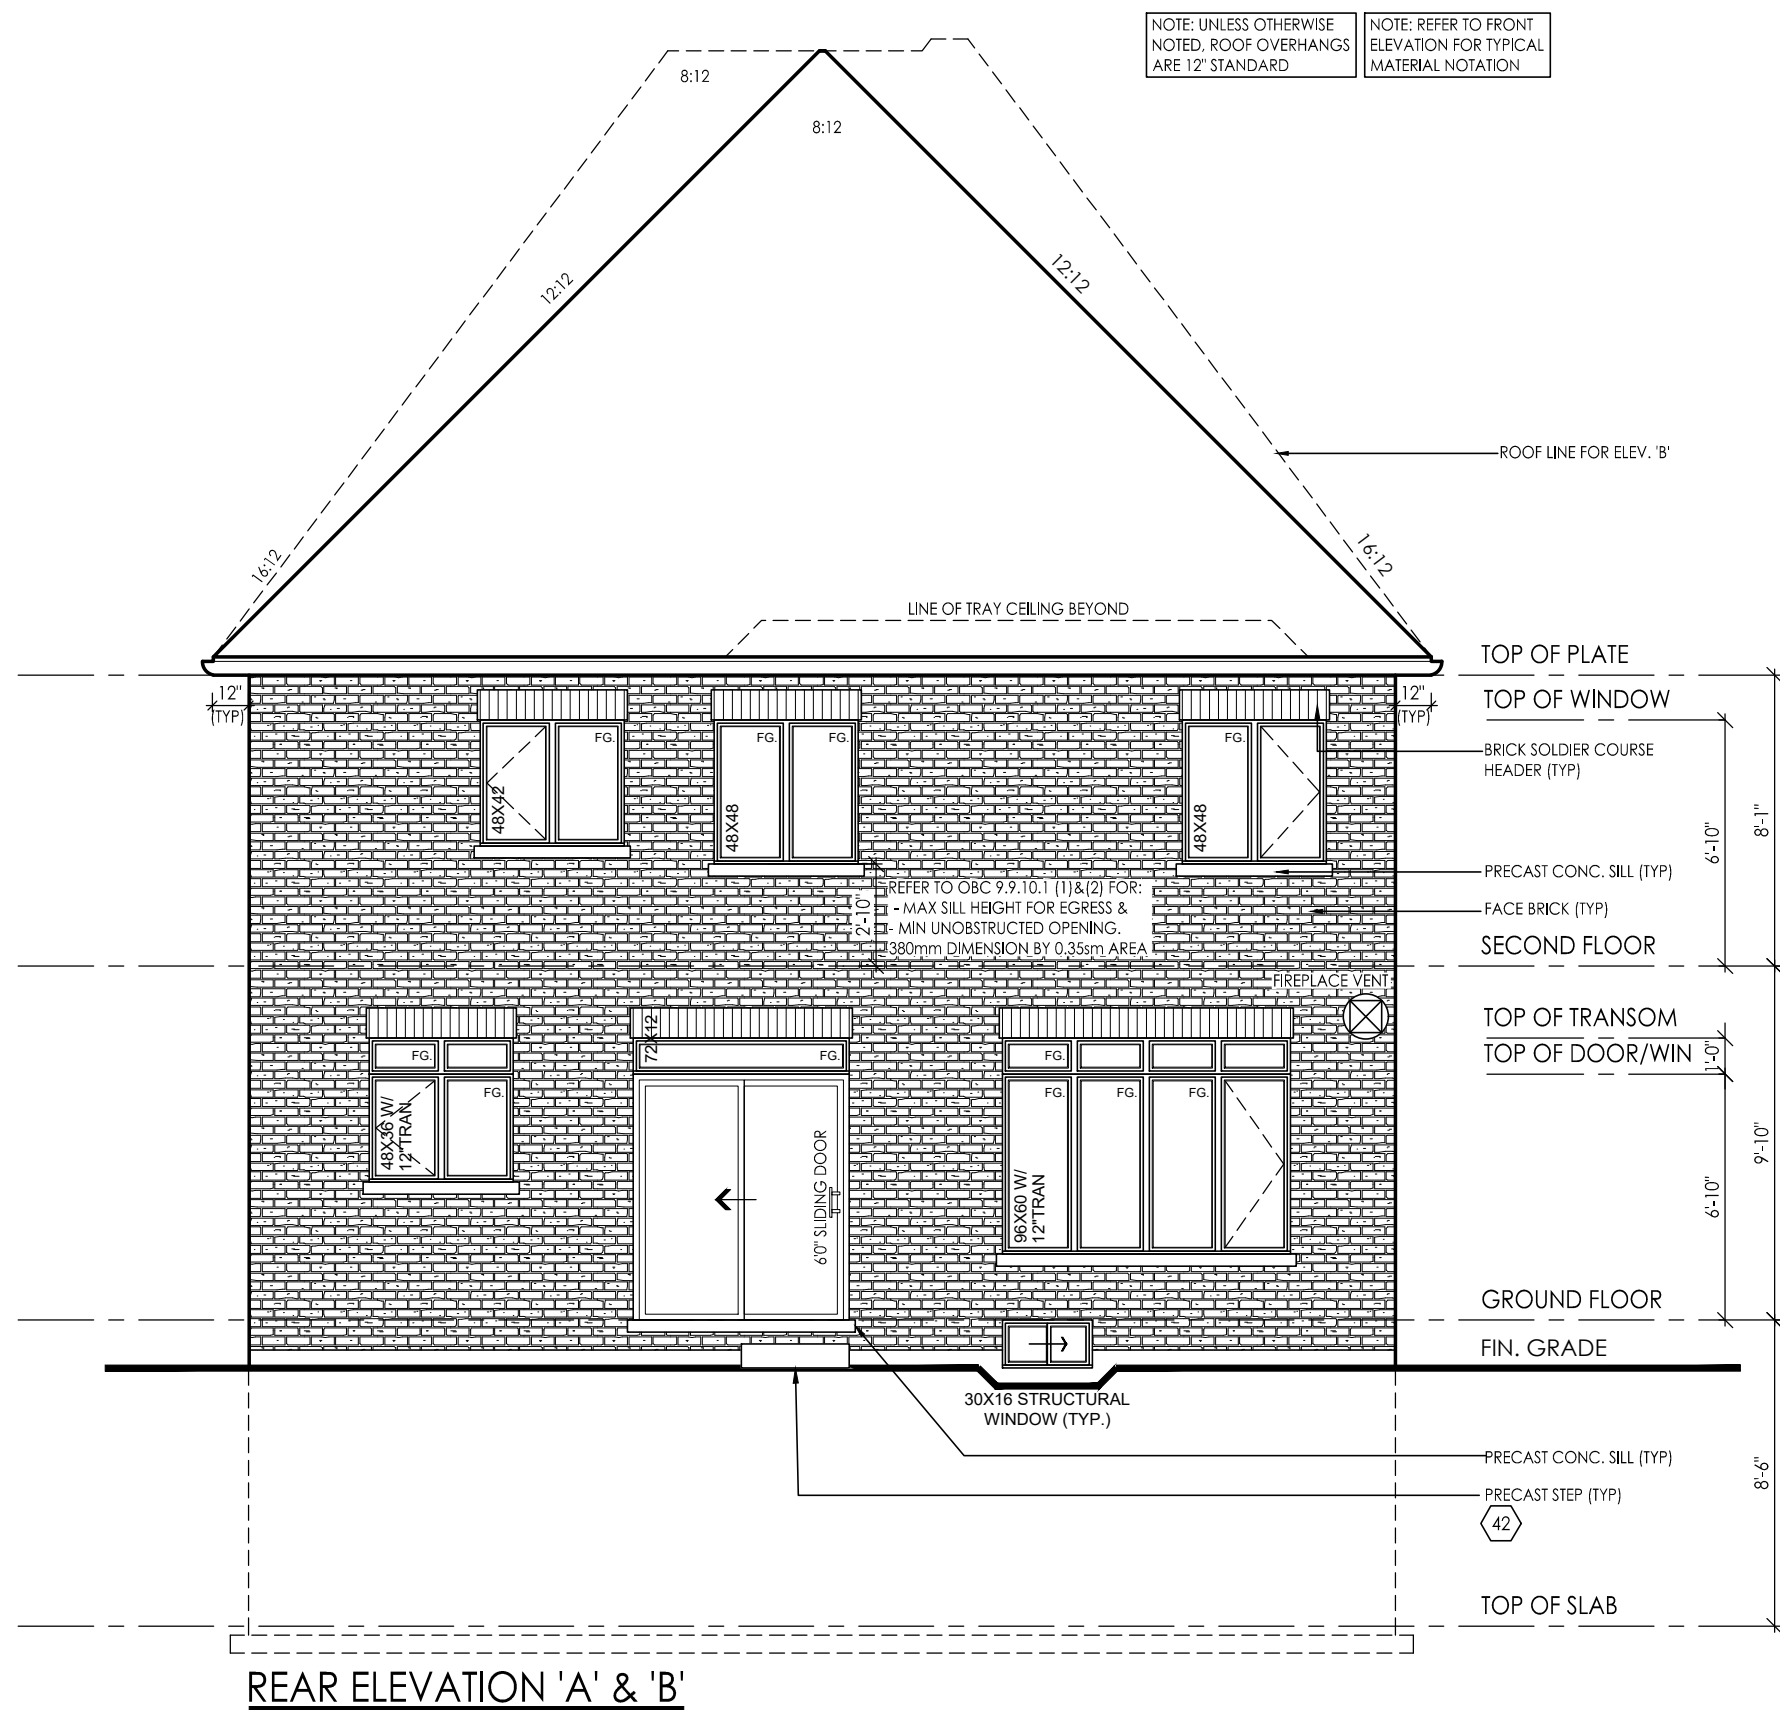 NOTE: UNLESS OTHERWISE
NOTED, ROOF OVERHANGS
ARE 12" STANDARD
NOTE: REFER TO FRONT
ELEVATION FOR TYPICAL
MATERIAL NOTATION
8:12
8:12
12:12
12:12
ROOF LINE FOR ELEV. 'B'
16:12
16:12
LINE OF TRAY CEILING BEYOND
TOP OF PLATE
12"
(TYP)
12"
(TYP)
TOP OF WINDOW
FG.
FG.
FG.
FG.
BRICK SOLDIER COURSE
HEADER (TYP)
48X42
48X48
48X48
6'-10"
8'-1"
PRECAST CONC. SILL (TYP)
REFER TO OBC 9.9.10.1 (1)&(2) FOR:
- MAX SILL HEIGHT FOR EGRESS &
- MIN UNOBSTRUCTED OPENING.
380mm DIMENSION BY 0.35sm AREA
2'-10"
FACE BRICK (TYP)
SECOND FLOOR
FIREPLACE VENT
TOP OF TRANSOM
72X12
FG.
FG.
FG.
TOP OF DOOR/WIN
1'-0"
FG.
FG.
FG.
FG.
48X36 W/
12"TRAN
6'0" SLIDING DOOR
96X60 W/
12"TRAN
6'-10"
9'-10"
GROUND FLOOR
FIN. GRADE
30X16 STRUCTURAL
WINDOW (TYP.)
PRECAST CONC. SILL (TYP)
PRECAST STEP (TYP)
42
8'-6"
TOP OF SLAB
REAR ELEVATION 'A' & 'B'